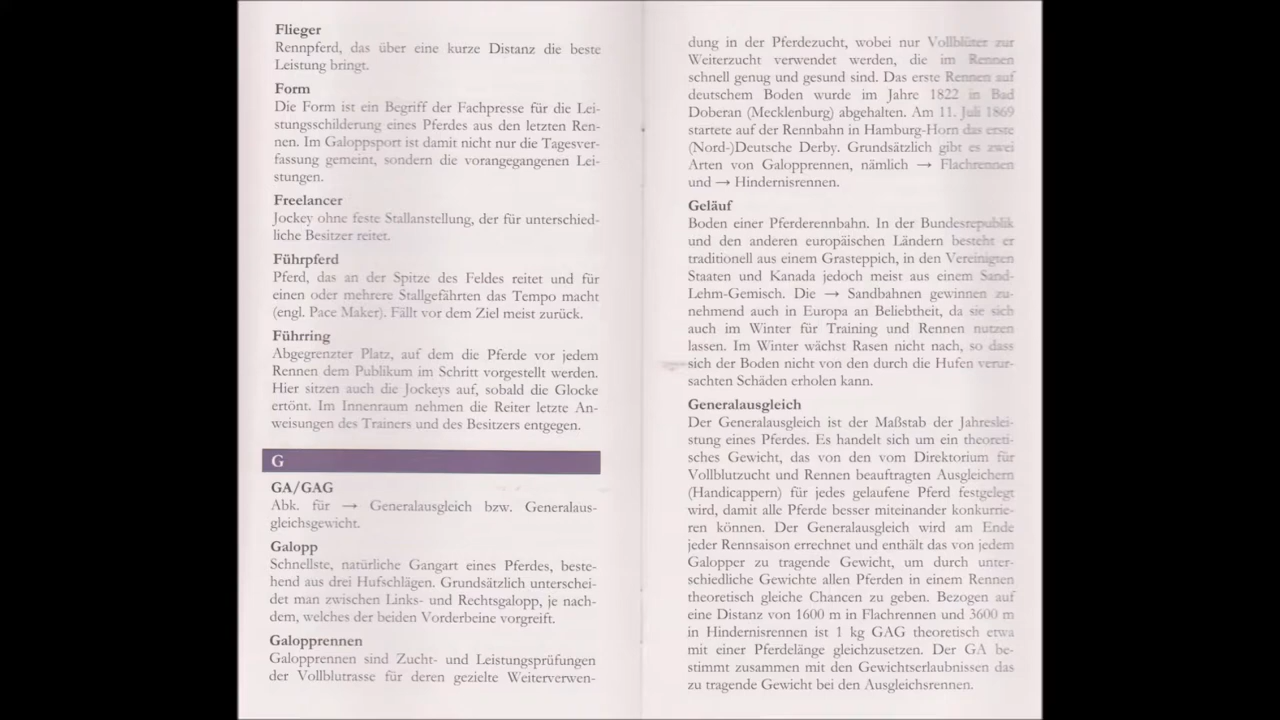 Flieger
Rennpferd, das über eine kurze Distanz die beste
Leistung bringt.
Form
Die Form ist ein Begriff der Fachpresse für die Lei-
stungsschilderung eines Pferdes aus den letzten Ren-
nen. Im Galoppsport ist damit nicht nur die Tagesver-
fassung gemeint, sondern die vorangegangenen Lei-
stungen.
Freelancer
Jockey ohne feste Stallanstellung, der für unterschied-
liche Besitzer reitet.
Führpferd
Pferd, das an der Spitze des Feldes reitet und für
einen oder mehrere Stallgefährten das Tempo macht
(engl. Pace Maker). Fällt vor dem Ziel meist zurück.
Führring
Abgegrenzter Platz, auf dem die Pferde vor jedem
Rennen dem Publikum im Schritt vorgestellt werden.
Hier sitzen auch die Jockeys auf, sobald die Glocke
ertönt. Im Innenraum nehmen die Reiter letzte An-
weisungen des Trainers und des Besitzers entgegen.
G
GA/GAG
Abk. für → Generalausgleich bzw. Generalaus-
gleichsgewicht.
Galopp
Schnellste, natürliche Gangart eines Pferdes, beste-
hend aus drei Hufschlägen. Grundsätzlich unterschei-
det man zwischen Links- und Rechtsgalopp, je nach-
dem, welches der beiden Vorderbeine vorgreift.
Galopprennen
Galopprennen sind Zucht- und Leistungsprüfungen
der Vollblutrasse für deren gezielte Weiterverwen-
dung in der Pferdezucht, wobei nur Vollblüter zur
Weiterzucht verwendet werden, die im Rennen
schnell genug und gesund sind. Das erste Rennen auf
deutschem Boden wurde im Jahre 1822 in Bad
Doberan (Mecklenburg) abgehalten. Am 11. Juli 1869
startete auf der Rennbahn in Hamburg-Horn das erste
(Nord-)Deutsche Derby. Grundsätzlich gibt es zwei
Arten von Galopprennen, nämlich → Flachrennen
und → Hindernisrennen.
Geläuf
Boden einer Pferderennbahn. In der Bundesrepublik
und den anderen europäischen Ländern besteht er
traditionell aus einem Grasteppich, in den Vereinigten
Staaten und Kanada jedoch meist aus einem Sand-
Lehm-Gemisch. Die → Sandbahnen gewinnen zu-
nehmend auch in Europa an Beliebtheit, da sie sich
auch im Winter für Training und Rennen nutzen
lassen. Im Winter wächst Rasen nicht nach, so dass
sich der Boden nicht von den durch die Hufen verur-
sachten Schäden erholen kann.
Generalausgleich
Der Generalausgleich ist der Maßstab der Jahreslei-
stung eines Pferdes. Es handelt sich um ein theoreti-
sches Gewicht, das von den vom Direktorium für
Vollblutzucht und Rennen beauftragten Ausgleichern
(Handicappern) für jedes gelaufene Pferd festgelegt
wird, damit alle Pferde besser miteinander konkurrie-
ren können. Der Generalausgleich wird am Ende
jeder Rennsaison errechnet und enthält das von jedem
Galopper zu tragende Gewicht, um durch unter-
schiedliche Gewichte allen Pferden in einem Rennen
theoretisch gleiche Chancen zu geben. Bezogen auf
eine Distanz von 1600 m in Flachrennen und 3600 m
in Hindernisrennen ist 1 kg GAG theoretisch etwa
mit einer Pferdelänge gleichzusetzen. Der GA be-
stimmt zusammen mit den Gewichtserlaubnissen das
zu tragende Gewicht bei den Ausgleichsrennen.